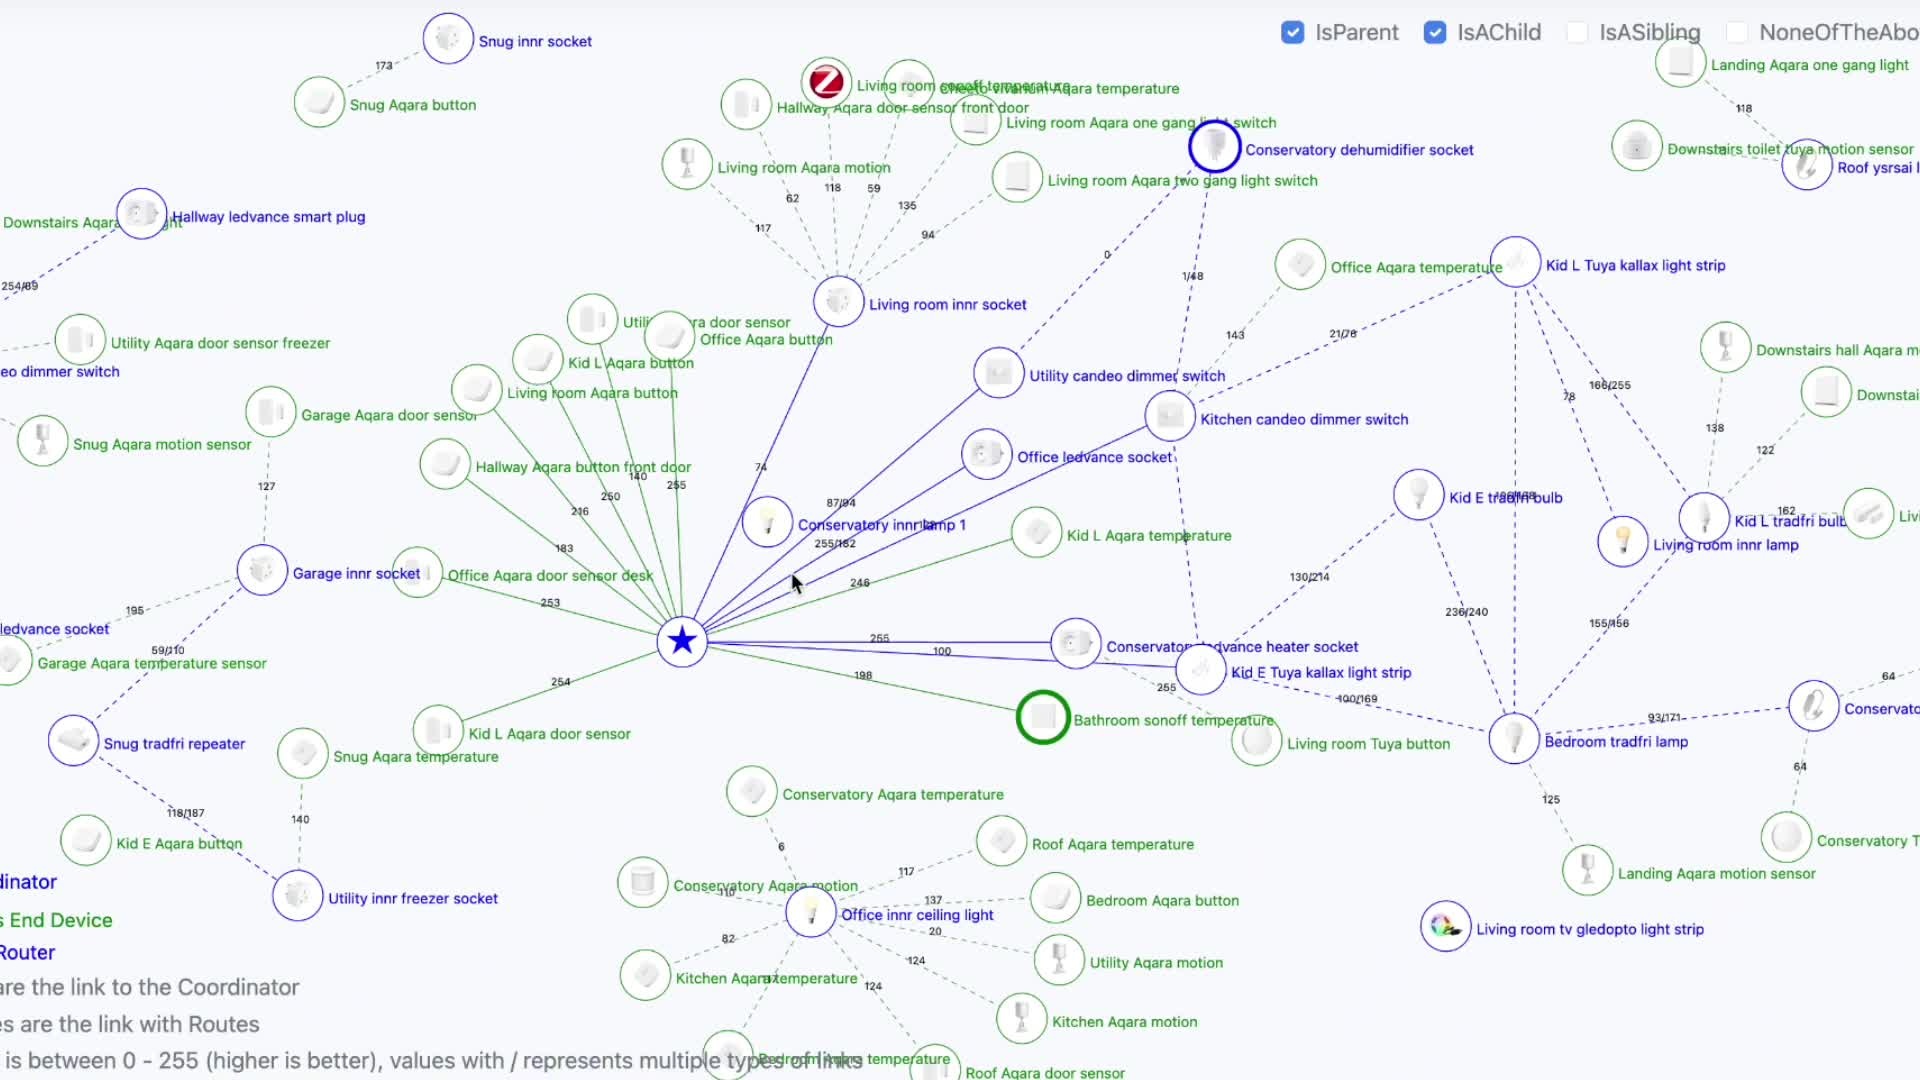 IsParent
IsAChild
IsASibling
NoneOfTheAbo
Snug innr socket
173
Snug Aqara button
Living room sonoff temperature
Aqara temperature
Hallway Aqara door sensor front door
Living room Aqara one gang light switch
Conservatory dehumidifier socket
Living room Aqara motion
Living room Aqara two gang light switch
Landing Aqara one gang light
118
Downstairs toilet tuya motion sensor
Roof ysrsai l
Hallway ledvance smart plug
Downstairs Aqara
ght
254/69
62
118
59
135
117
94
0
1/48
Office Aqara temperature
Kid L Tuya kallax light strip
Living room innr socket
143
21/76
Utility Aqara door sensor freezer
eo dimmer switch
Utili
ra door sensor
Office Aqara button
Kid L Aqara button
Living room Aqara button
Utility candeo dimmer switch
Kitchen candeo dimmer switch
Downstairs hall Aqara m
166/255
78
Downstai
138
122
Garage Aqara door sensor
Snug Aqara motion sensor
Hallway Aqara button front door
Office ledvance socket
127
74
140
255
250
216
183
87/94
255/182
Conservatory innr lamp 1
Kid E tradfri bulb
162
Kid L tradfri bulb
Livi
Living room innr lamp
Kid L Aqara temperature
246
130/214
236/240
155/156
Garage innr socket
Office Aqara door sensor desk
253
195
ledvance socket
59/110
Garage Aqara temperature sensor
255
100
198
254
Conservatory
dvance heater socket
Kid E Tuya kallax light strip
255
100/169
Bathroom sonoff temperature
Living room Tuya button
Bedroom tradfri lamp
93/171
64
Conservato
64
125
Snug tradfri repeater
Kid L Aqara door sensor
Snug Aqara temperature
118/187
140
Kid E Aqara button
Utility innr freezer socket
Conservatory Aqara temperature
6
Roof Aqara temperature
117
Conservatory Aqara motion
110
137
Bedroom Aqara button
Office innr ceiling light
20
82
Utility Aqara motion
124
Kitchen Aqara temperature
124
Kitchen Aqara motion
Bedroom Aqara temperature
Roof Aqara door sensor
Conservatory T
Landing Aqara motion sensor
Living room tv gledopto light strip
dinator
s End Device
Router
are the link to the Coordinator
es are the link with Routes
is between 0 - 255 (higher is better), values with / represents multiple types of links